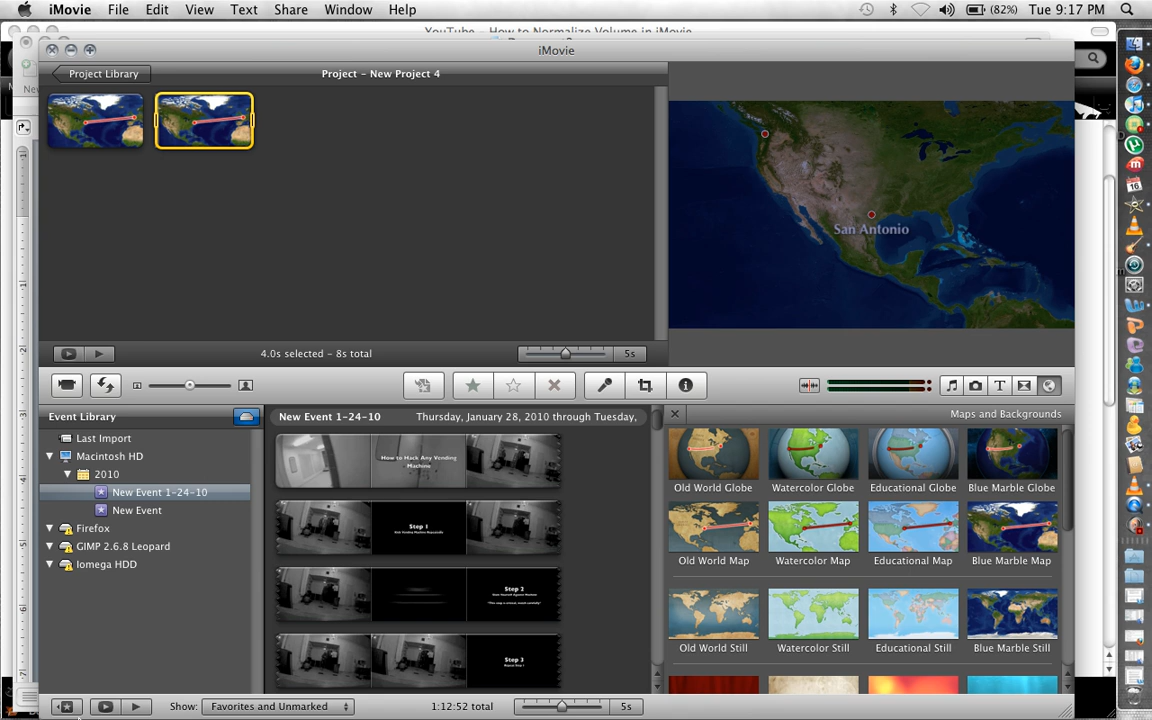 iMovie File Edit View Text Share Window Help
(82%) Tue 9:17 PM
YouTube – How to Normalize Volume in iMovie
iMovie
Project Library
Project – New Project 4
San Antonio
4.0s selected – 8s total
5s
Event Library
New Event 1-24-10
Thursday, January 28, 2010 through Tuesday,
Maps and Backgrounds
Last Import
Macintosh HD
2010
New Event 1-24-10
New Event
Firefox
GIMP 2.6.8 Leopard
Iomega HDD
How to Hack Any Vending
Machine
Step 1
Step 2
Step 3
Old World Globe
Watercolor Globe
Educational Globe
Blue Marble Globe
Old World Map
Watercolor Map
Educational Map
Blue Marble Map
Old World Still
Watercolor Still
Educational Still
Blue Marble Still
Show: Favorites and Unmarked
1:12:52 total
5s